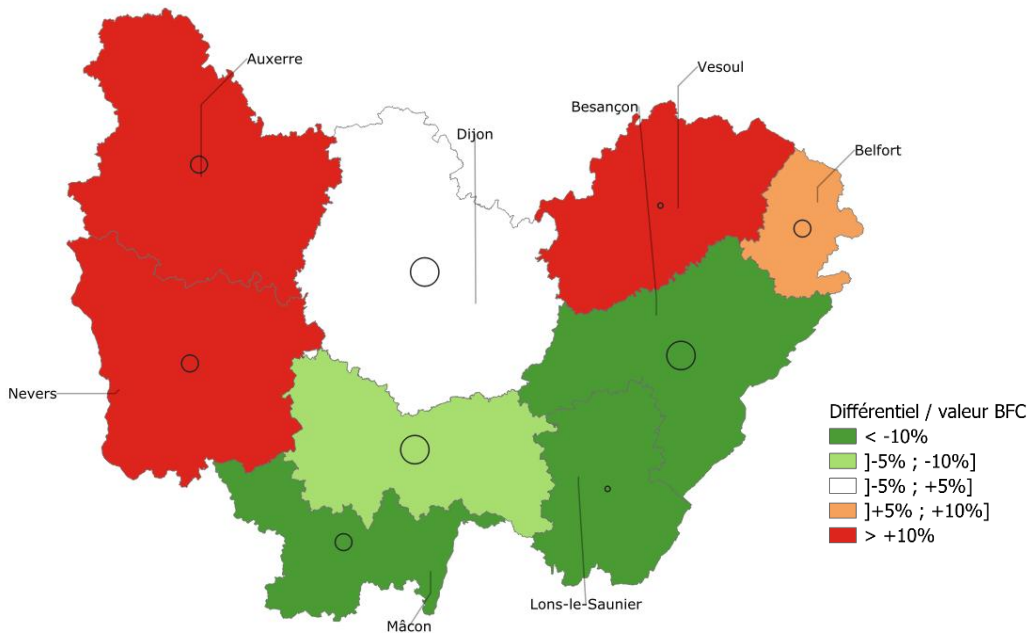 Auxerre
Vesoul
Besançon
Dijon
Belfort
Nevers
Différentiel / valeur BFC
< -10%
]-5% ; -10%]
]-5% ; +5%]
]+5% ; +10%]
> +10%
Lons-le-Saunier
Mâcon